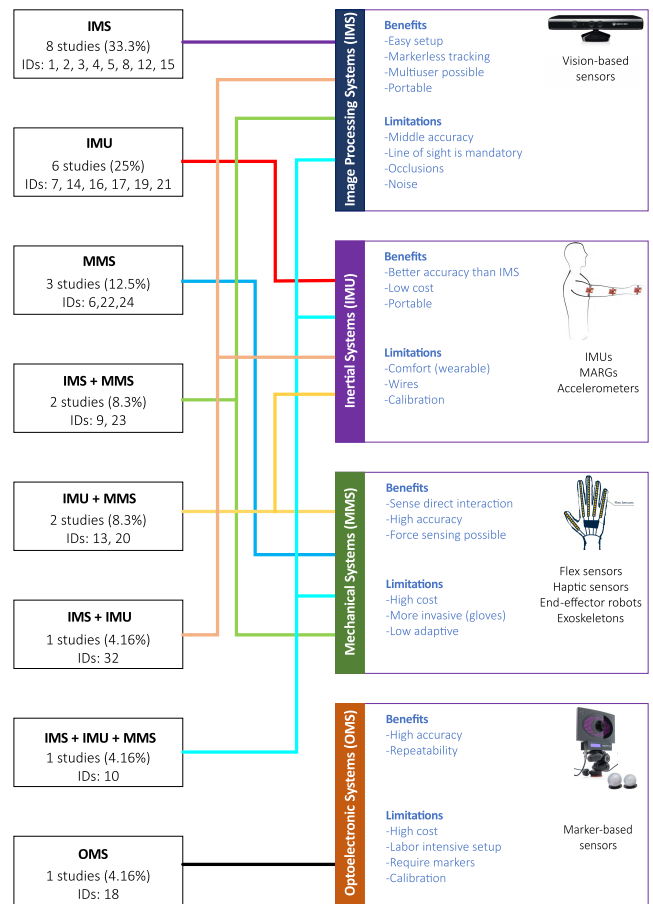 IMS
8 studies (33.3%)
IDs: 1, 2, 3, 4, 5, 8, 12, 15
IMU
6 studies (25%)
IDs: 7, 14, 16, 17, 19, 21
MMS
3 studies (12.5%)
IDs: 6,22,24
IMS + MMS
2 studies (8.3%)
IDs: 9, 23
IMU + MMS
2 studies (8.3%)
IDs: 13, 20
IMS + IMU
1 studies (4.16%)
IDs: 32
IMS + IMU + MMS
1 studies (4.16%)
IDs: 10
OMS
1 studies (4.16%)
IDs: 18
Image Processing Systems (IMS)
Benefits
-Easy setup
-Markerless tracking
-Multiuser possible
-Portable
Limitations
-Middle accuracy
-Line of sight is mandatory
-Occlusions
-Noise
Vision-based
sensors
Inertial Systems (IMU)
Benefits
-Better accuracy than IMS
-Low cost
-Portable
Limitations
-Comfort (wearable)
-Wires
-Calibration
IMUs
MARGs
Accelerometers
Mechanical Systems (MMS)
Benefits
-Sense direct interaction
-High accuracy
-Force sensing possible
Limitations
-High cost
-More invasive (gloves)
-Low adaptive
Flex sensors
Haptic sensors
End-effector robots
Exoskeletons
Optoelectronic Systems (OMS)
Benefits
-High accuracy
-Repeatability
Limitations
-High cost
-Labor intensive setup
-Require markers
-Calibration
Marker-based
sensors